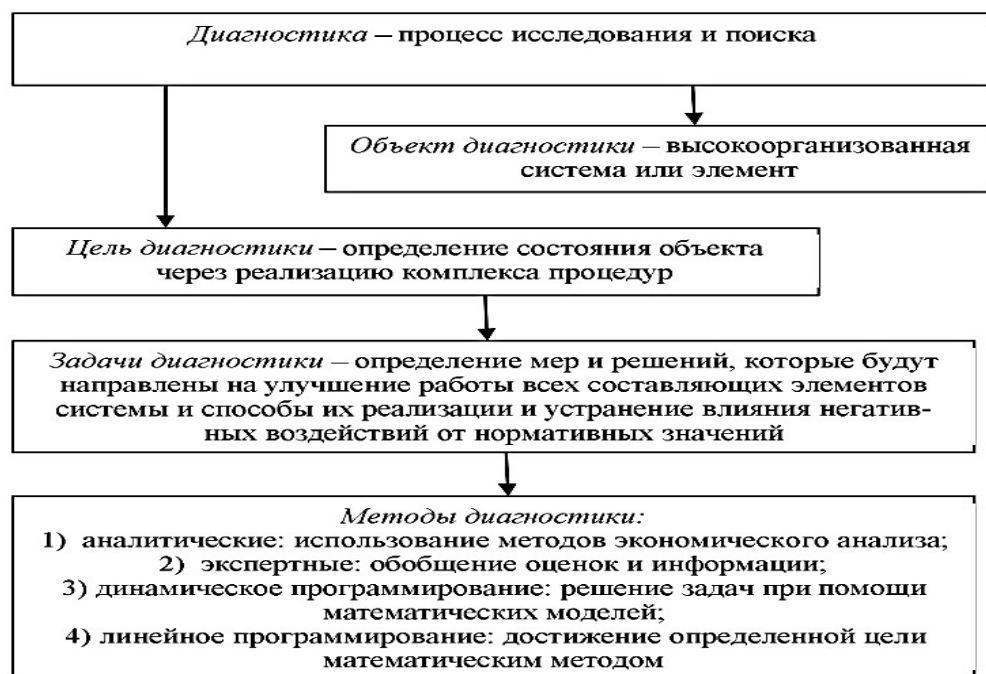 Диагностика – процесс исследования и поиска
Объект диагностики – высокоорганизованная
система или элемент
Цель диагностики – определение состояния объекта
через реализацию комплекса процедур
Задачи диагностики – определение мер и решений, которые будут
направлены на улучшение работы всех составляющих элементов
системы и способы их реализации и устранение влияния негатив-
ных воздействий от нормативных значений
Методы диагностики:
1) аналитические: использование методов экономического анализа;
2) экспертные: обобщение оценок и информации;
3) динамическое программирование: решение задач при помощи
математических моделей;
4) линейное программирование: достижение определенной цели
математическим методом